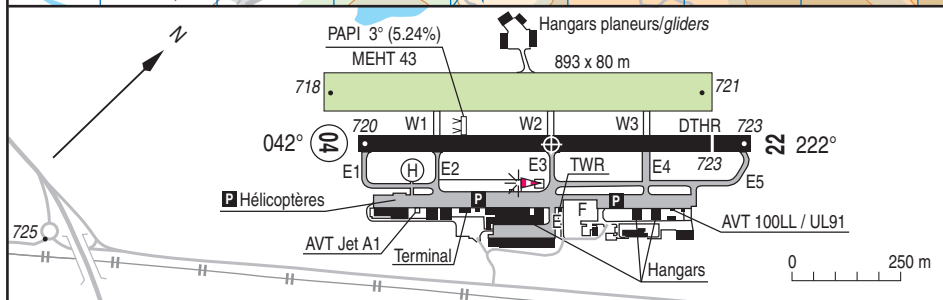 N
Hangars planeurs/gliders
PAPI 3° (5.24%)
MEHT 43
893 x 80 m
718
721
W1
W2
W3
DTHR
723
720
042°
04
22
222°
723
E1
H
E2
E3
TWR
E4
E5
P Hélicoptères
P
P
F
E
AVT Jet A1
Terminal
AVT 100LL / UL91
Hangars
725
0
250 m